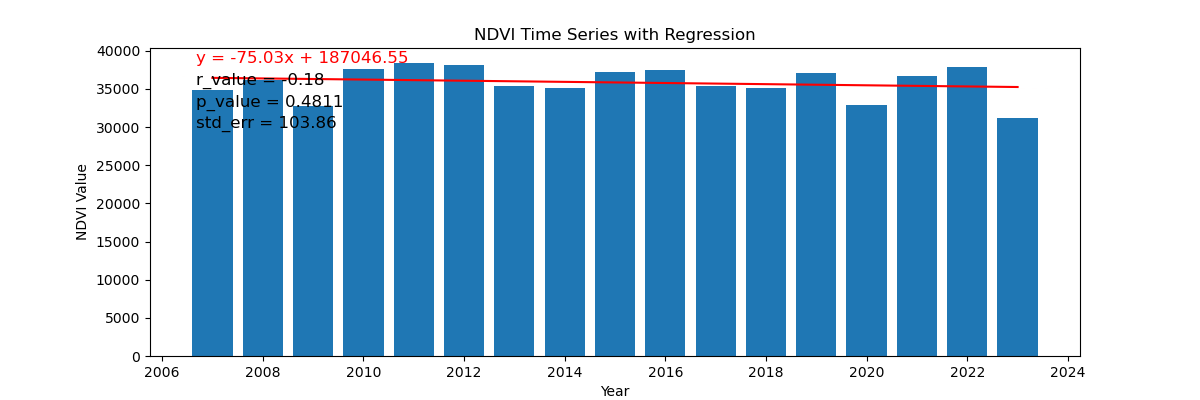 NDVI Time Series with Regression
y = -75.03x + 187046.55
r_value = -0.18
p_value = 0.4811
std_err = 103.86
NDVI Value
40000
35000
30000
25000
20000
15000
10000
5000
0
2006 2008 2010 2012 2014 2016 2018 2020 2022 2024
Year